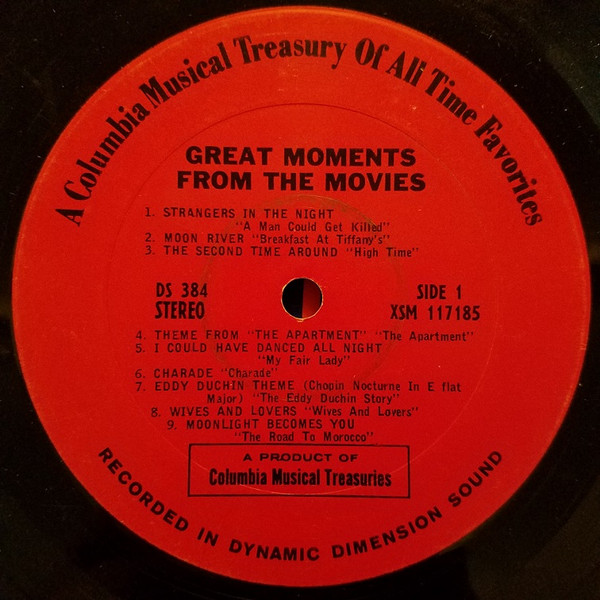 A Columbia Musical Treasury Of All Time Favorites
GREAT MOMENTS
FROM THE MOVIES
1. STRANGERS IN THE NIGHT
"A Man Could Get Killed"
2. MOON RIVER "Breakfast At Tiffany's"
3. THE SECOND TIME AROUND "High Time"
DS 384
STEREO
SIDE 1
XSM 117185
4. THEME FROM "THE APARTMENT" "The Apartment"
5. I COULD HAVE DANCED ALL NIGHT
"My Fair Lady"
6. CHARADE "Charade"
7. EDDY DUCHIN THEME (Chopin Nocturne In E flat
Major) "The Eddy Duchin Story"
8. WIVES AND LOVERS "Wives And Lovers"
9. MOONLIGHT BECOMES YOU
"The Road To Morocco"
A PRODUCT OF
Columbia Musical Treasuries
RECORDED IN DYNAMIC DIMENSION SOUND